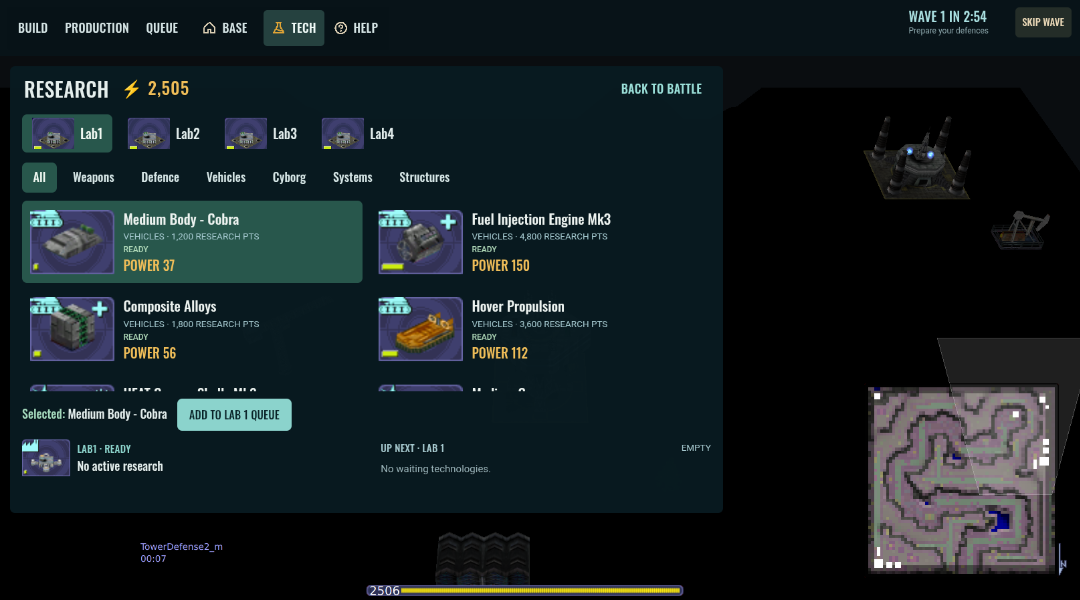 BUILD PRODUCTION QUEUE BASE TECH HELP
WAVE 1 IN 2:54
Prepare your defences
SKIP WAVE
RESEARCH 2,505
BACK TO BATTLE
Lab1 Lab2 Lab3 Lab4
All Weapons Defence Vehicles Cyborg Systems Structures
Medium Body - Cobra
VEHICLES · 1,200 RESEARCH PTS
READY
POWER 37
Fuel Injection Engine Mk3
VEHICLES · 4,800 RESEARCH PTS
READY
POWER 150
Composite Alloys
VEHICLES · 1,800 RESEARCH PTS
READY
POWER 56
Hover Propulsion
VEHICLES · 3,600 RESEARCH PTS
READY
POWER 112
Selected: Medium Body - Cobra
ADD TO LAB 1 QUEUE
LAB1 · READY
No active research
UP NEXT · LAB 1
EMPTY
No waiting technologies.
TowerDefense2_m
00:07
2506
N